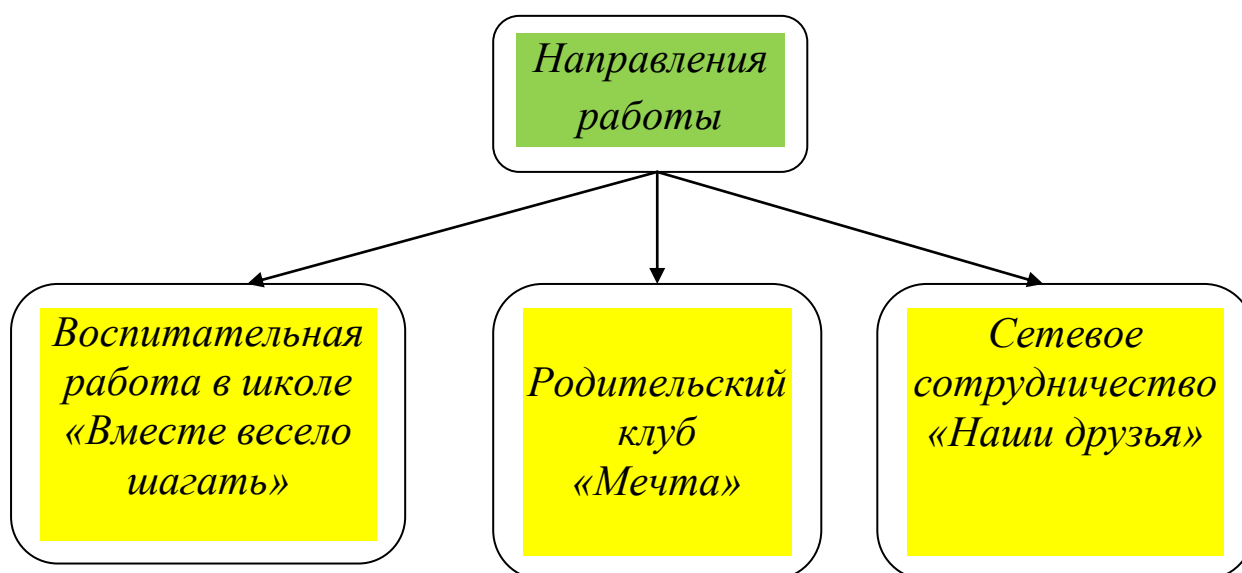 Направления
работы
Воспитательная
работа в школе
«Вместе весело
шагать»
Родительский
клуб
«Мечта»
Сетевое
сотрудничество
«Наши друзья»